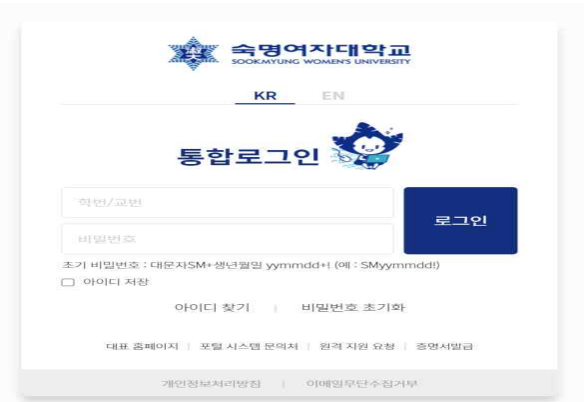 숙명여자대학교
SOOKMYUNG WOMEN'S UNIVERSITY
KR EN
통합로그인
학번/교번
비밀번호
로그인
초기 비밀번호 : 대문자SM+생년월일 yymmdd+! (예 : SMyymmdd!)
아이디 저장
아이디 찾기 | 비밀번호 초기화
대표 홈페이지 | 포털 시스템 문의처 | 원격 지원 요청 | 증명서발급
개인정보처리방침 | 이메일무단수집거부